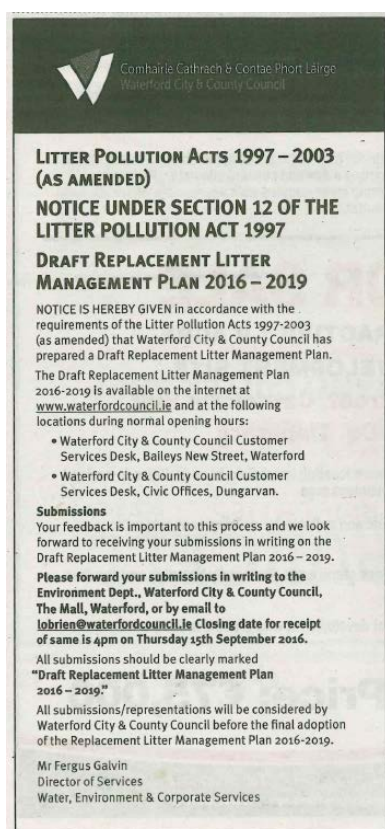 Comhairle Cathrach & Contae Phort Láirge
Waterford City & County Council
LITTER POLLUTION ACTS 1997 – 2003
(AS AMENDED)
NOTICE UNDER SECTION 12 OF THE
LITTER POLLUTION ACT 1997
DRAFT REPLACEMENT LITTER
MANAGEMENT PLAN 2016 – 2019
NOTICE IS HEREBY GIVEN in accordance with the
requirements of the Litter Pollution Acts 1997-2003
(as amended) that Waterford City & County Council has
prepared a Draft Replacement Litter Management Plan.
The Draft Replacement Litter Management Plan
2016-2019 is available on the internet at
www.waterfordcouncil.ie and at the following
locations during normal opening hours:
• Waterford City & County Council Customer
Services Desk, Baileys New Street, Waterford
• Waterford City & County Council Customer
Services Desk, Civic Offices, Dungarvan.
Submissions
Your feedback is important to this process and we look
forward to receiving your submissions in writing on the
Draft Replacement Litter Management Plan 2016 – 2019.
Please forward your submissions in writing to the
Environment Dept., Waterford City & County Council,
The Mall, Waterford, or by email to
lobrien@waterfordcouncil.ie Closing date for receipt
of same is 4pm on Thursday 15th September 2016.
All submissions should be clearly marked
"Draft Replacement Litter Management Plan
2016 – 2019."
All submissions/representations will be considered by
Waterford City & County Council before the final adoption
of the Replacement Litter Management Plan 2016-2019.
Mr Fergus Galvin
Director of Services
Water, Environment & Corporate Services